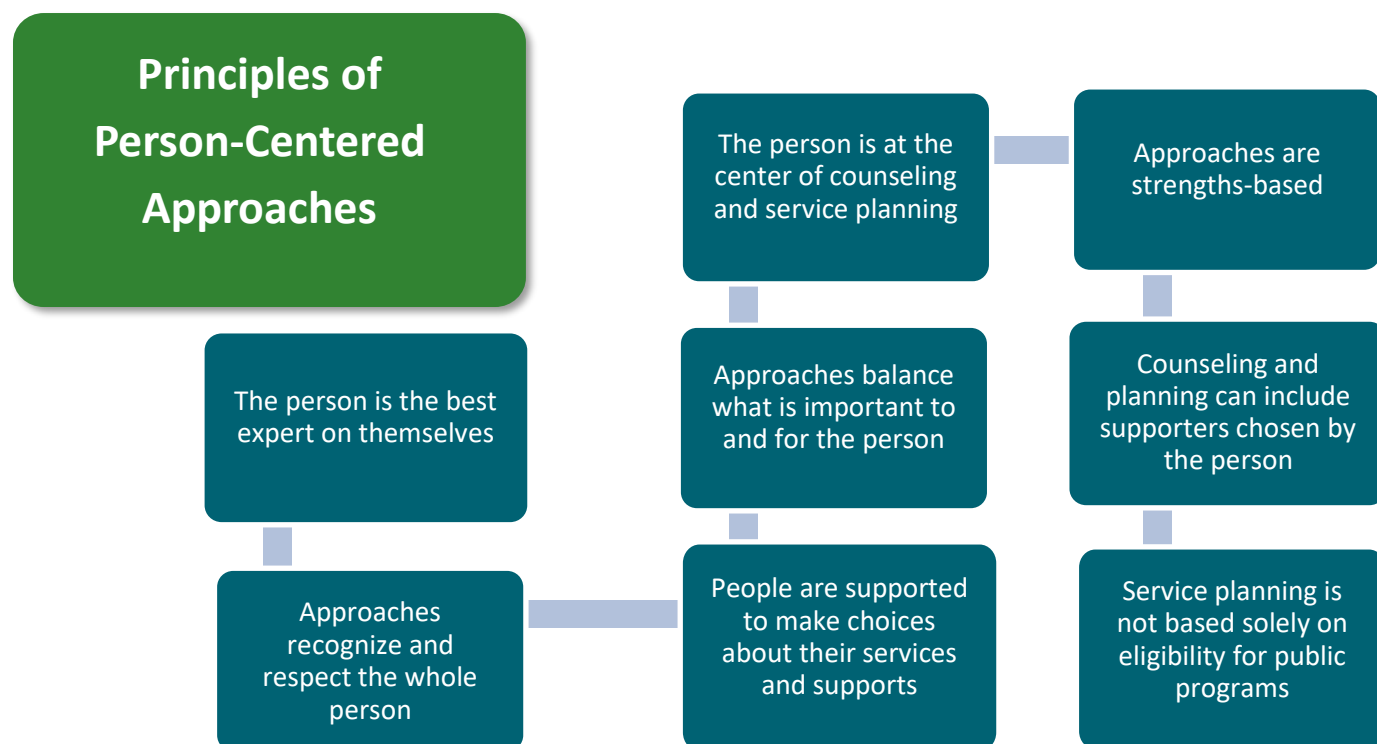 Principles of
Person-Centered
Approaches
The person is the best
expert on themselves
Approaches
recognize and
respect the whole
person
People are supported
to make choices
about their services
and supports
Approaches balance
what is important to
and for the person
The person is at the
center of counseling
and service planning
Approaches are
strengths-based
Counseling and
planning can include
supporters chosen by
the person
Service planning is
not based solely on
eligibility for public
programs